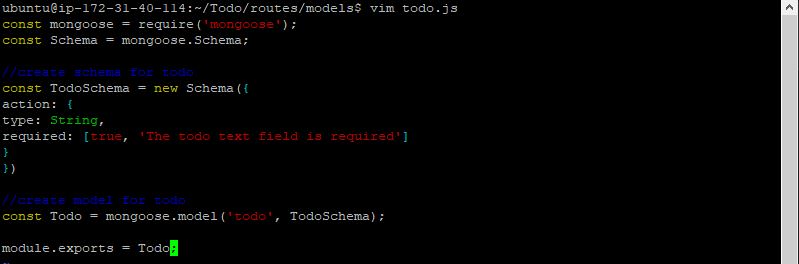 ubuntu@ip-172-31-40-114:~/Todo/routes/models$ vim todo.js
const mongoose = require('mongoose');
const Schema = mongoose.Schema;
//create schema for todo
const TodoSchema = new Schema({
action: {
type: String,
required: [true, 'The todo text field is required']
}
})
//create model for todo
const Todo = mongoose.model('todo', TodoSchema);
module.exports = Todo;